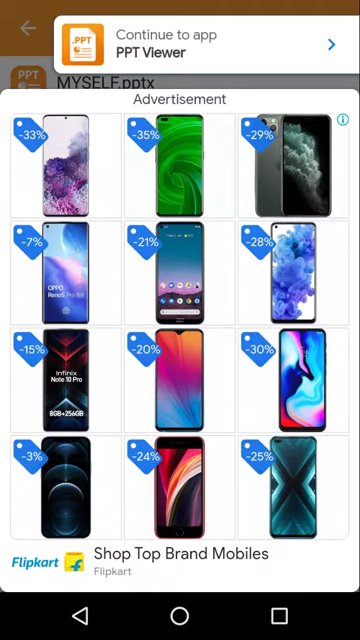 .PPT
Continue to app
PPT Viewer
PPT
MYSELF.pptx
Advertisement
-33%
-35%
-29%
-7%
-21%
-28%
OPPO
Reno5 Pro 5G
-15%
-20%
-30%
Infinix
Note 10 Pro
8GB+256GB
-3%
-24%
-25%
Flipkart
Shop Top Brand Mobiles
Flipkart